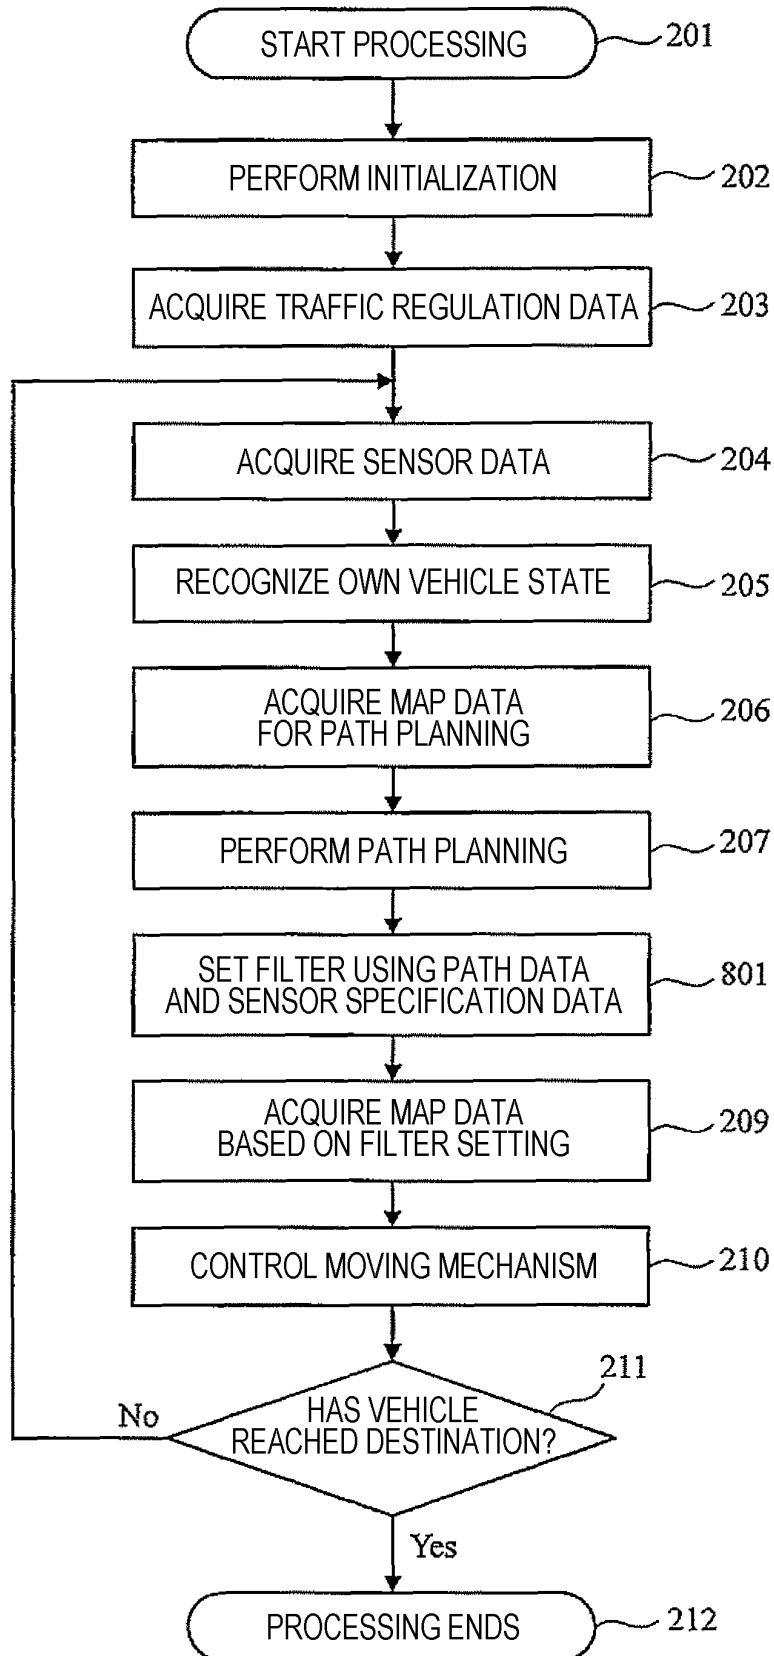 START PROCESSING
201
PERFORM INITIALIZATION
202
ACQUIRE TRAFFIC REGULATION DATA
203
ACQUIRE SENSOR DATA
204
RECOGNIZE OWN VEHICLE STATE
205
ACQUIRE MAP DATA
FOR PATH PLANNING
206
PERFORM PATH PLANNING
207
SET FILTER USING PATH DATA
AND SENSOR SPECIFICATION DATA
801
ACQUIRE MAP DATA
BASED ON FILTER SETTING
209
CONTROL MOVING MECHANISM
210
211
No
HAS VEHICLE
REACHED DESTINATION?
Yes
PROCESSING ENDS
212